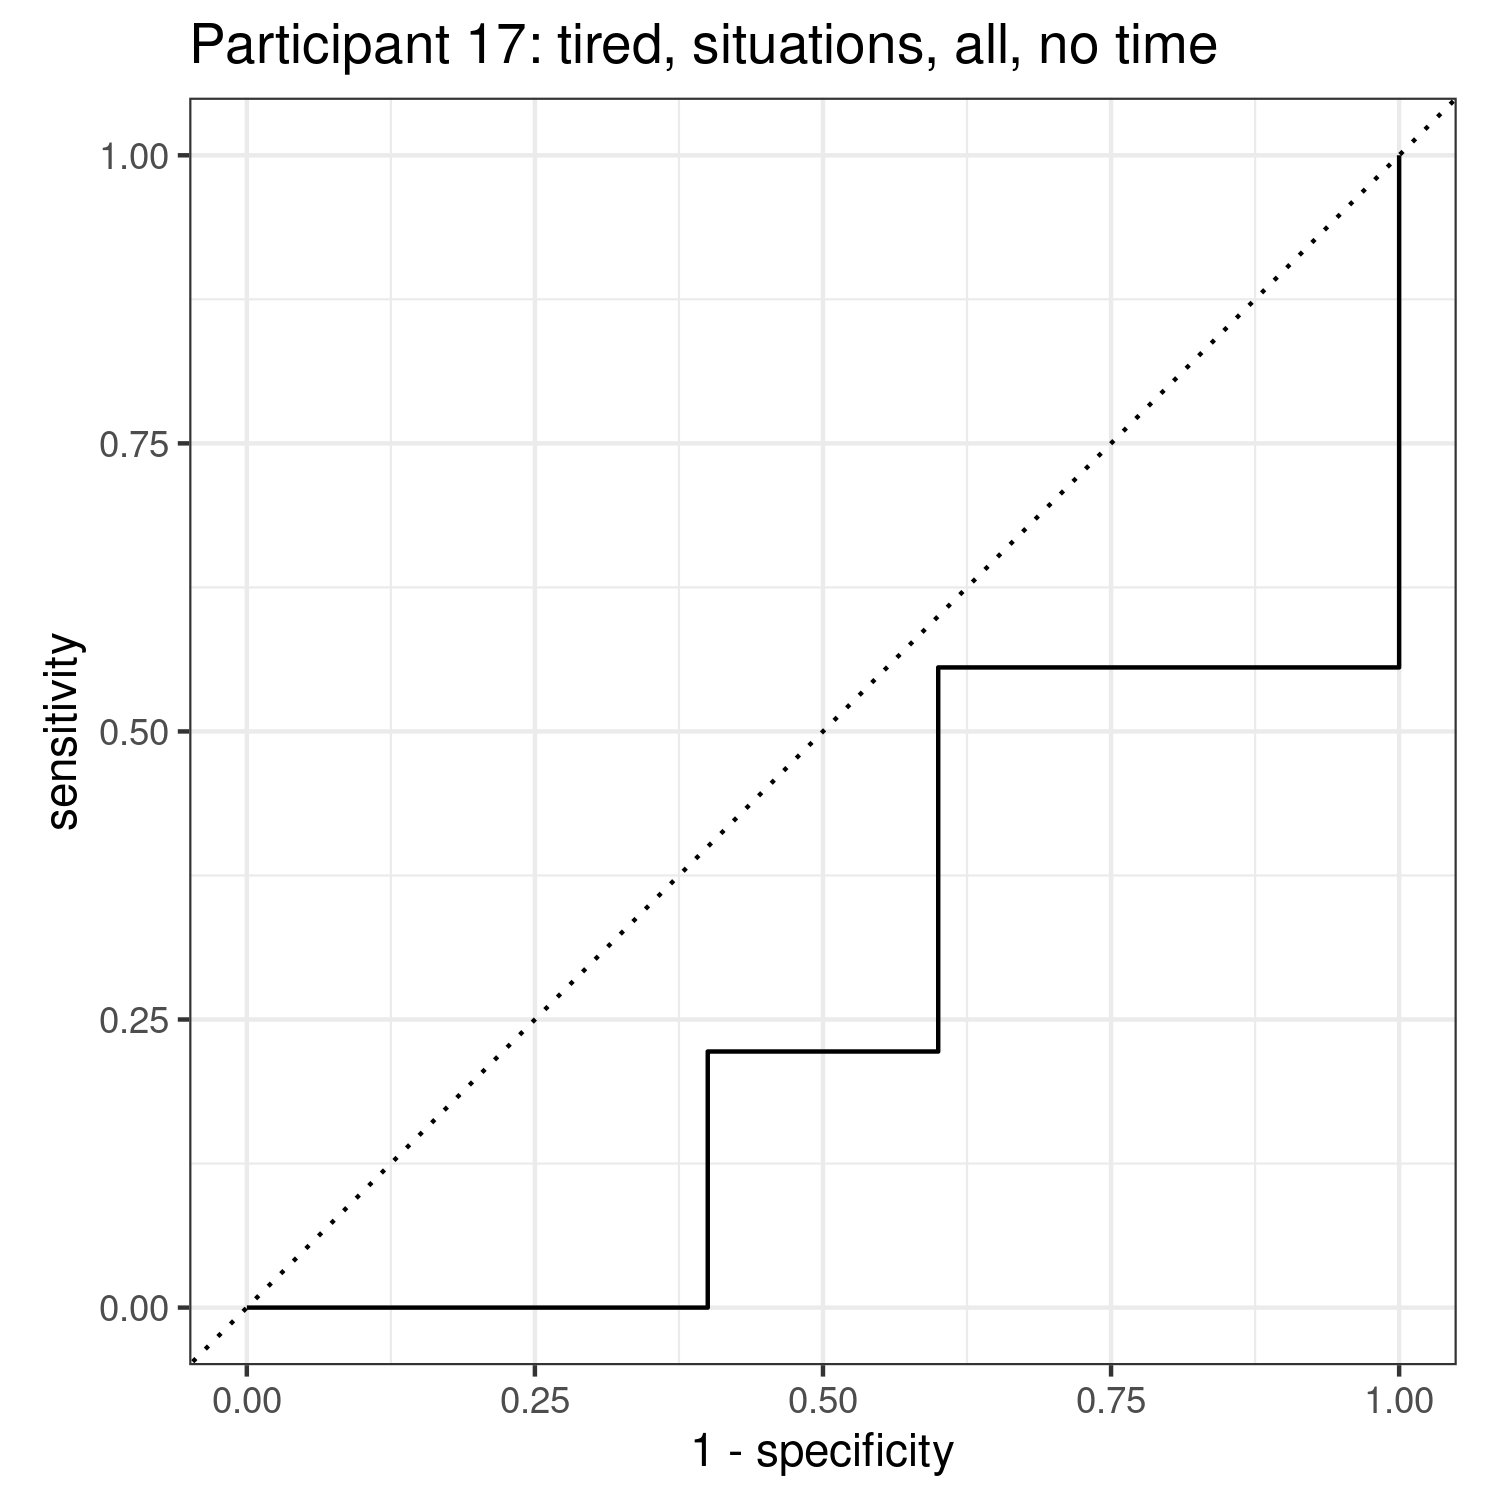 Participant 17: tired, situations, all, no time
1.00
0.75
0.50
0.25
0.00
sensitivity
0.00 0.25 0.50 0.75 1.00
1 - specificity